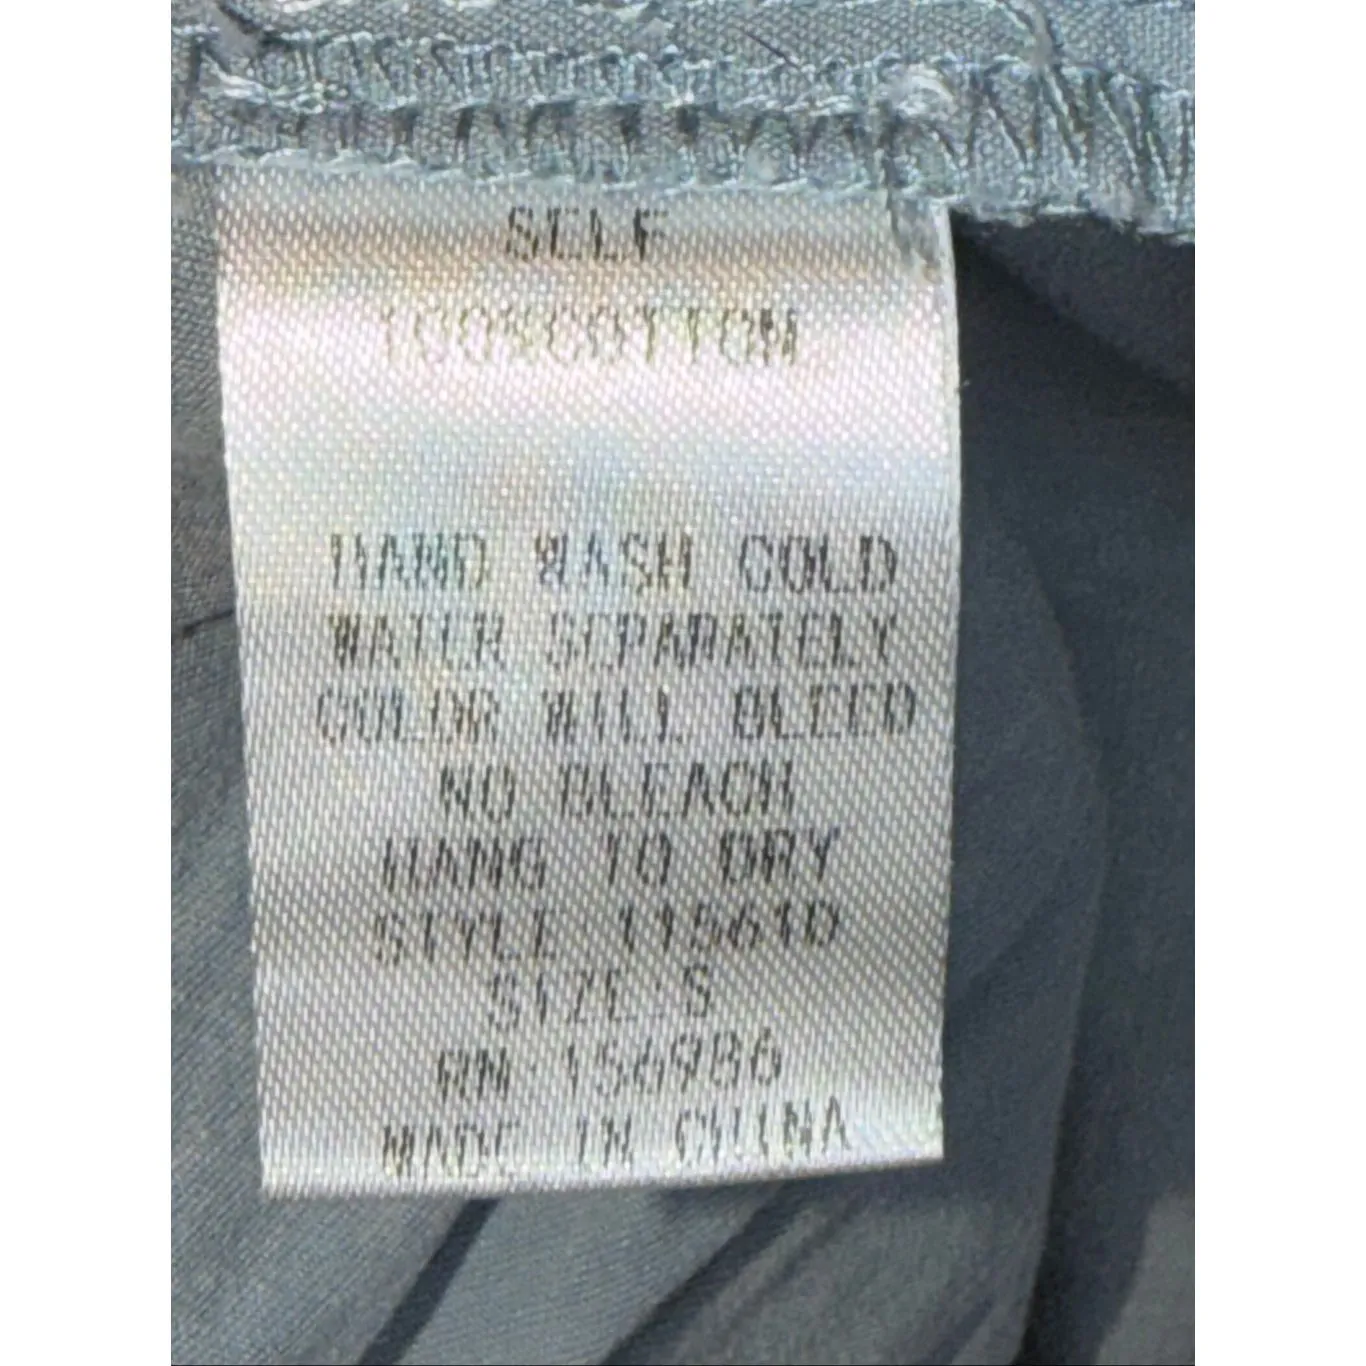 SELF
100%COTTON
HAND WASH COLD
WATER SEPARATELY
COLOR WILL BLEED
NO BLEACH
HANG TO DRY
STYLE 11561D
SIZE:S
RN 156986
MADE IN CHINA